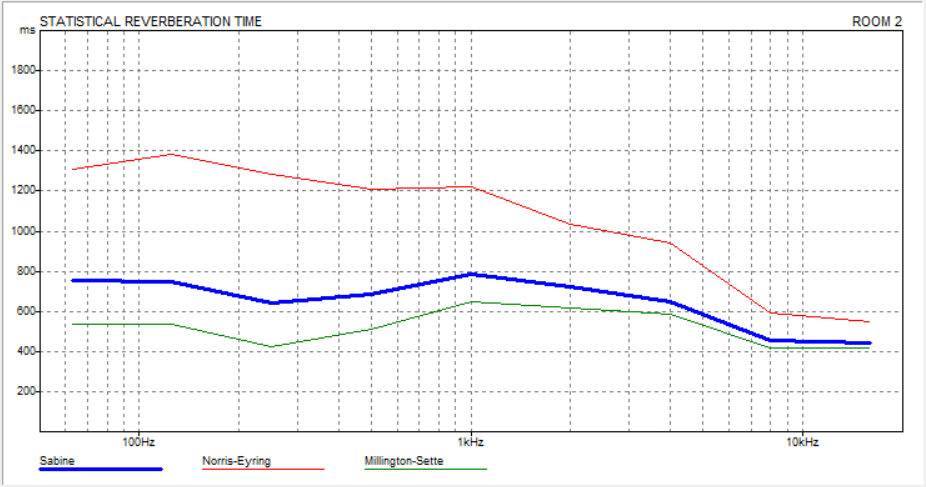 STATISTICAL REVERBERATION TIME ROOM 2
ms
1800
1600
1400
1200
1000
800
600
400
200
100Hz 1kHz 10kHz
Sabine Norris-Eyring Millington-Sette